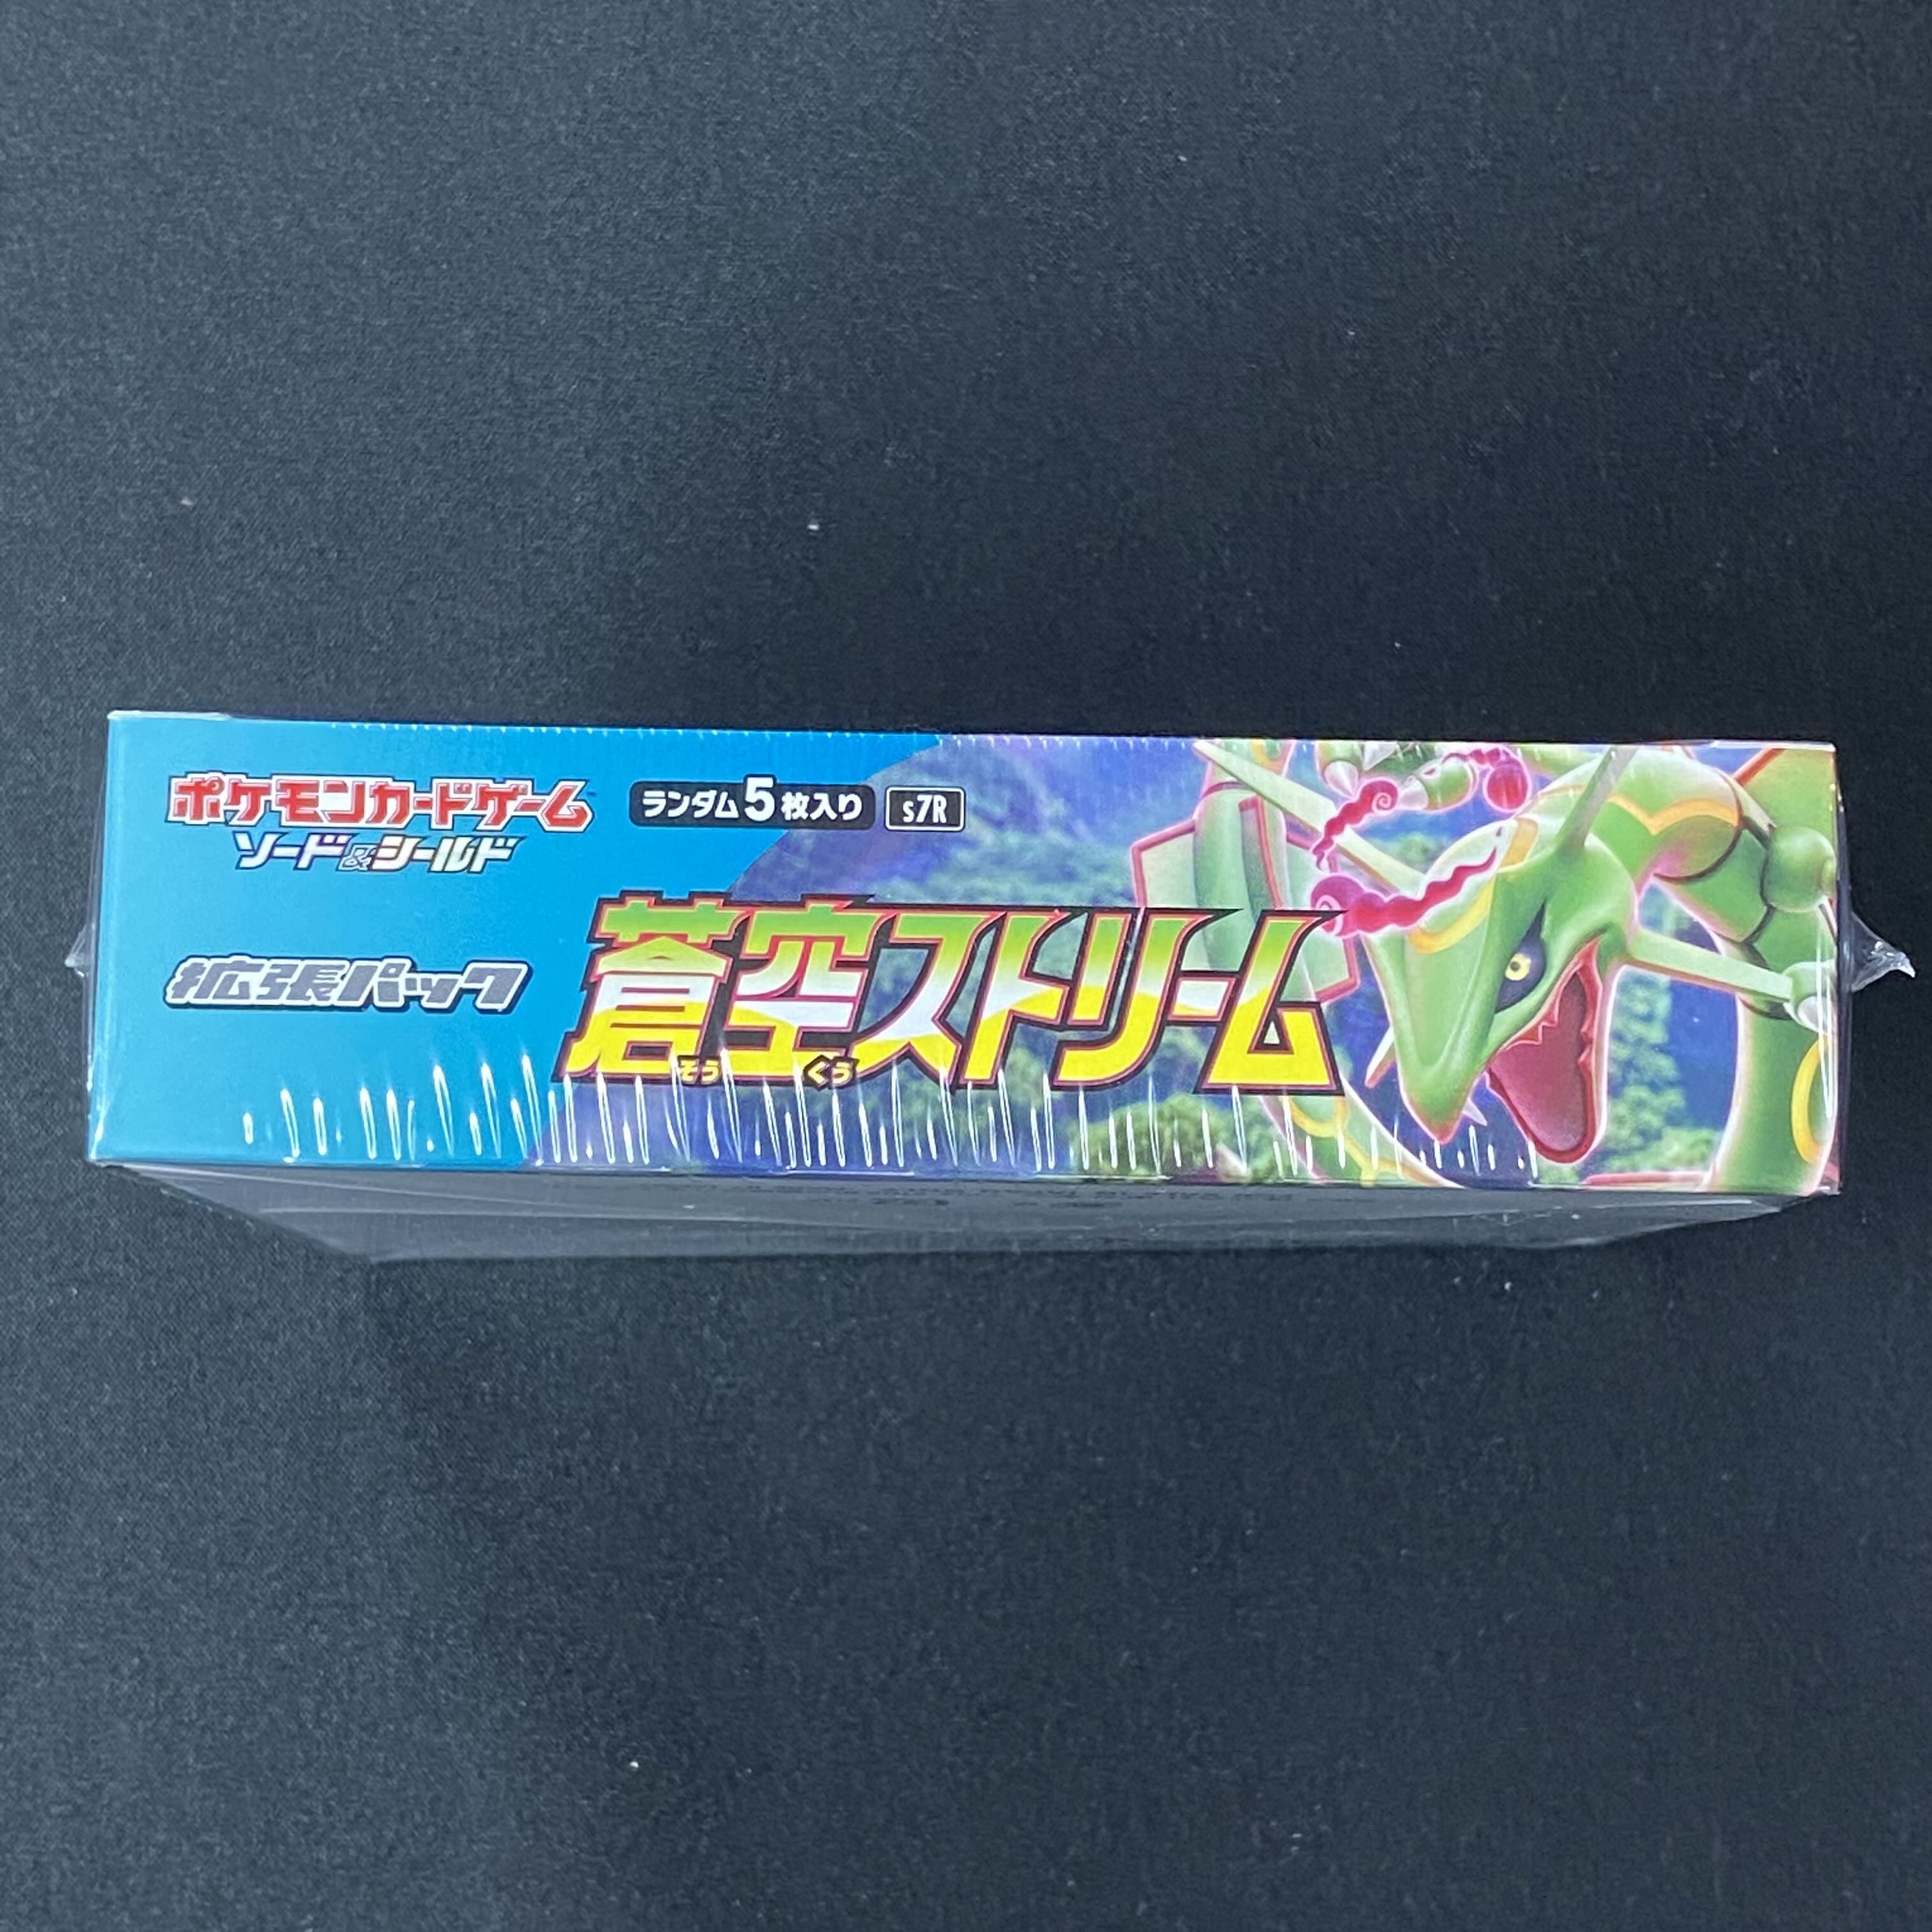 ポケモンカードゲーム
ソード&シールド
ランダム5枚入り s7R
拡張パック
蒼空ストリーム
そう くう